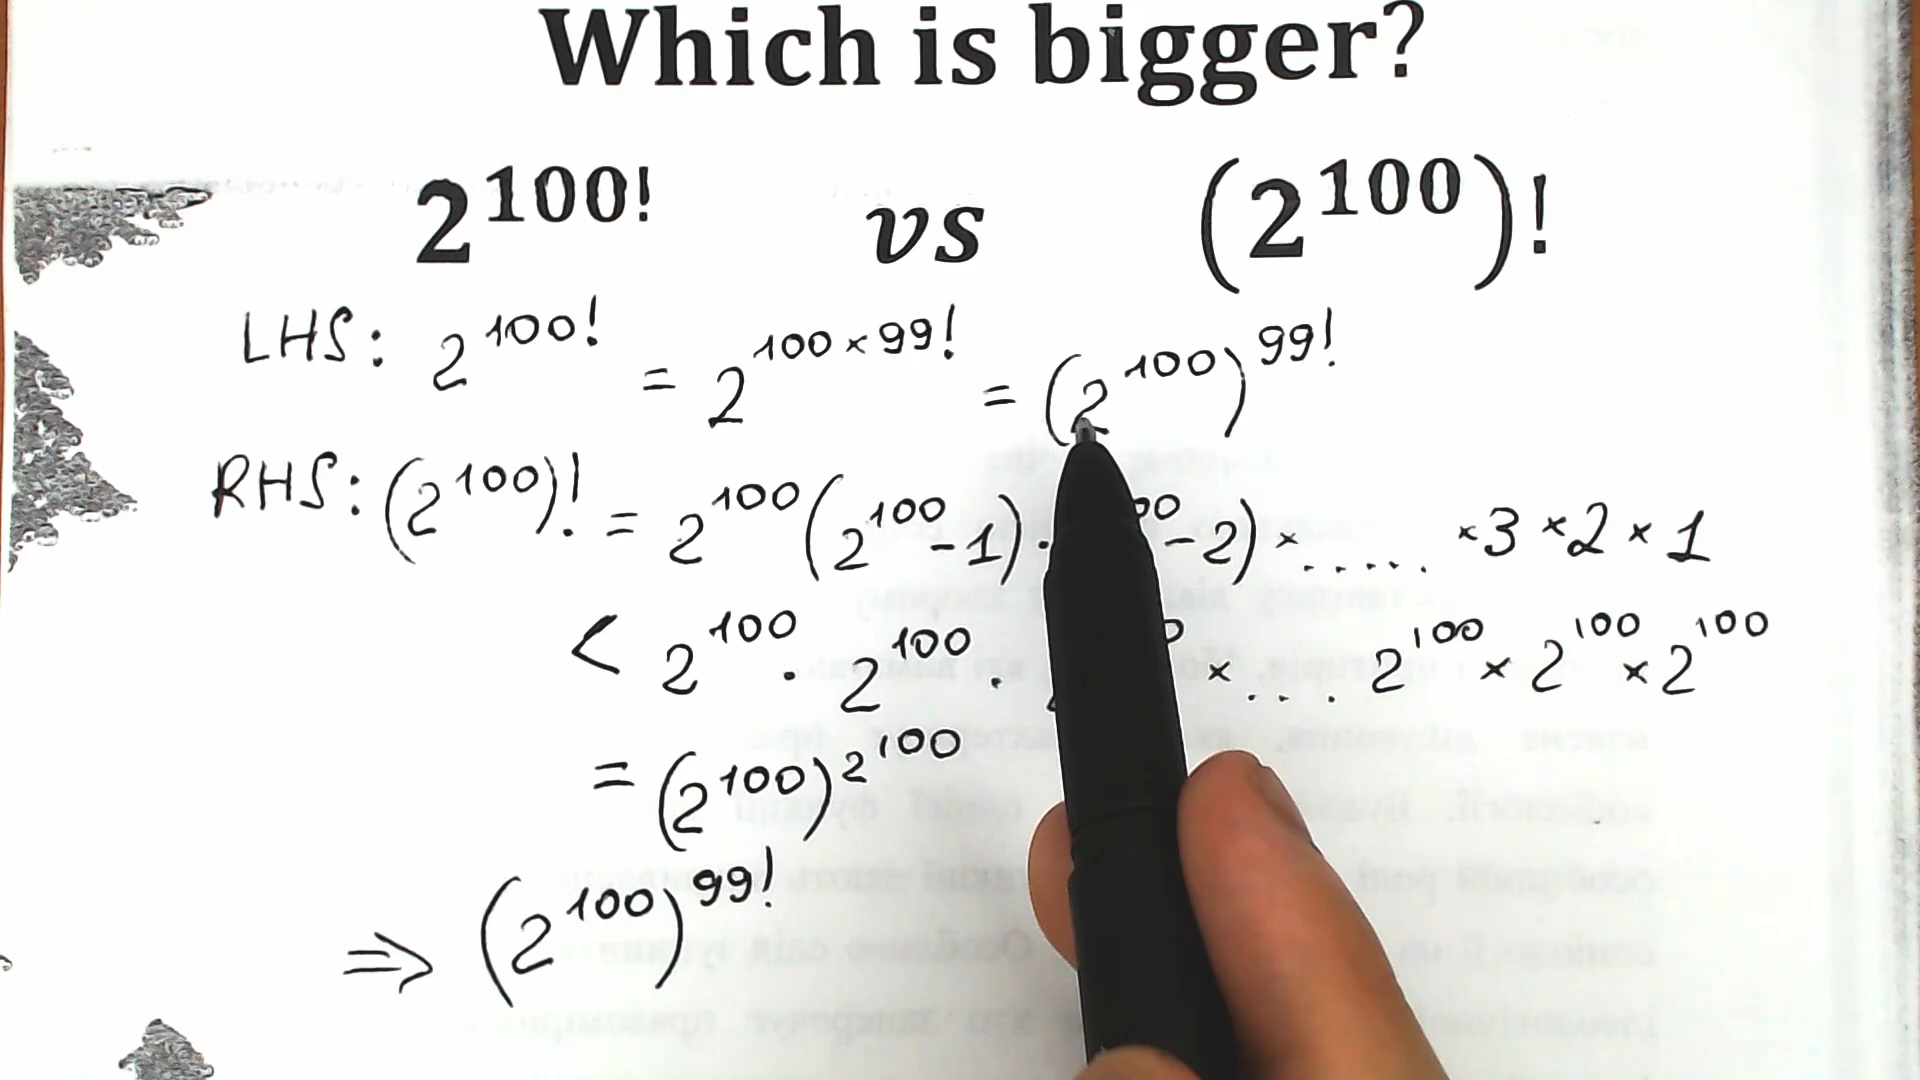 Which is bigger?
2^100! vs (2^100)!
LHS: 2^100! = 2^100×99! = (2^100)^99!
RHS: (2^100)! = 2^100(2^100-1)· -2)× ..... ×3×2×1
< 2^100 · 2^100 · × ... 2^100 × 2^100 × 2^100
= (2^100)^2^100
⇒ (2^100)^99!